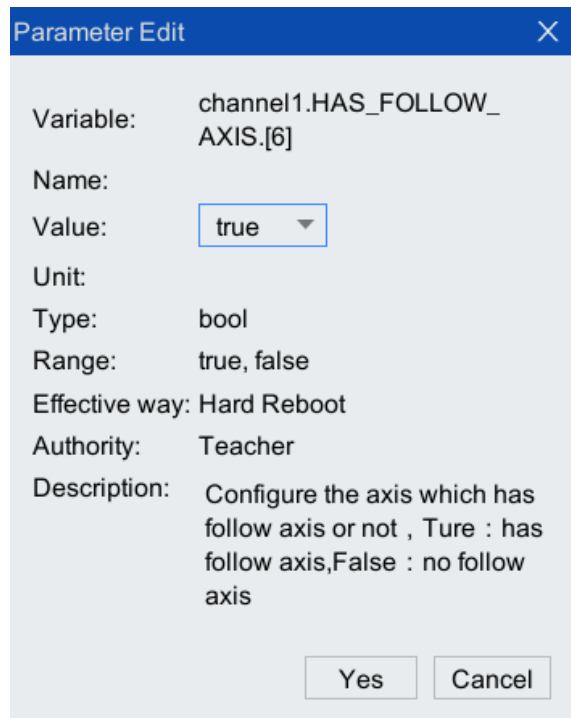 Parameter Edit
Variable: channel1.HAS_FOLLOW_
AXIS.[6]
Name:
Value: true
Unit:
Type: bool
Range: true, false
Effective way: Hard Reboot
Authority: Teacher
Description: Configure the axis which has
follow axis or not , Ture : has
follow axis,False : no follow
axis
Yes Cancel